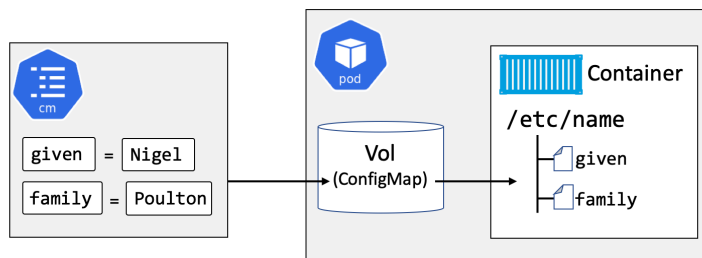 cm
given = Nigel
family = Poulton
pod
Vol
(ConfigMap)
Container
/etc/name
given
family